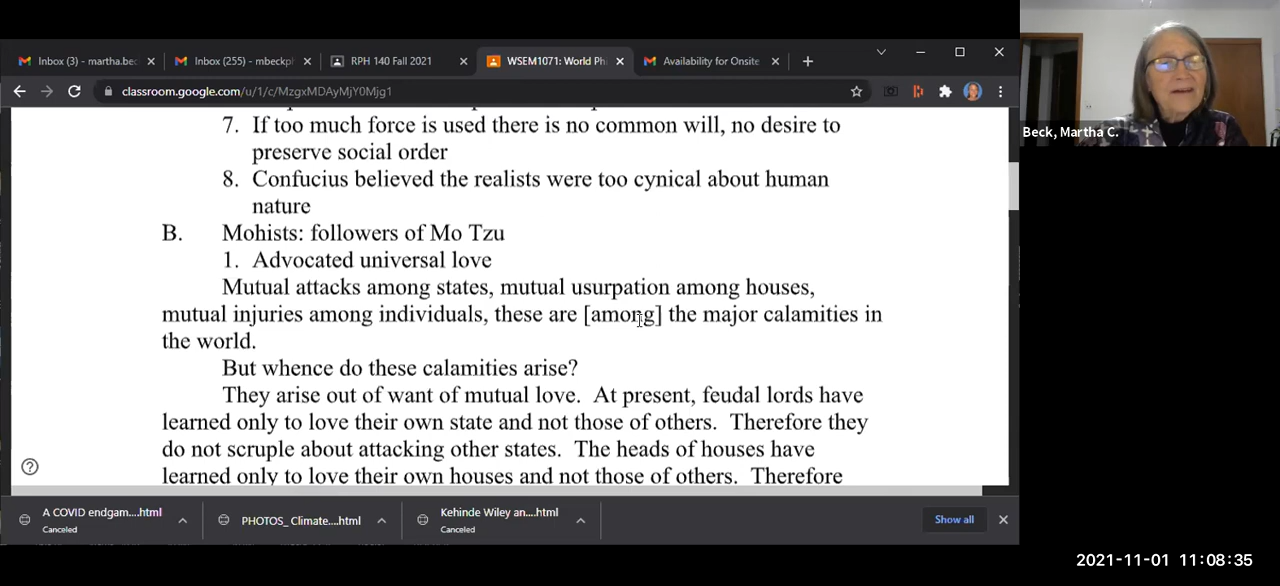 Inbox (3) - martha.bec
Inbox (255) - mbeckpl
RPH 140 Fall 2021
WSEM1071: World Phi
Availability for Onsite
classroom.google.com/u/1/c/MzgxMDAyMjY0Mjg1
Beck, Martha C.
7. If too much force is used there is no common will, no desire to
preserve social order
8. Confucius believed the realists were too cynical about human
nature
B. Mohists: followers of Mo Tzu
1. Advocated universal love
Mutual attacks among states, mutual usurpation among houses,
mutual injuries among individuals, these are [among] the major calamities in
the world.
But whence do these calamities arise?
They arise out of want of mutual love. At present, feudal lords have
learned only to love their own state and not those of others. Therefore they
do not scruple about attacking other states. The heads of houses have
learned only to love their own houses and not those of others. Therefore
A COVID endgam....html
Canceled
PHOTOS_ Climate....html
Kehinde Wiley an....html
Canceled
Show all
2021-11-01 11:08:35